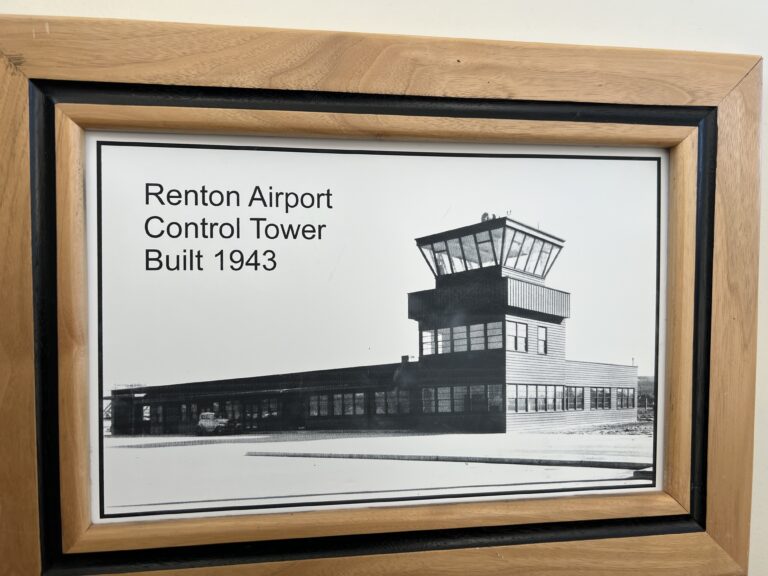 Renton Airport
Control Tower
Built 1943